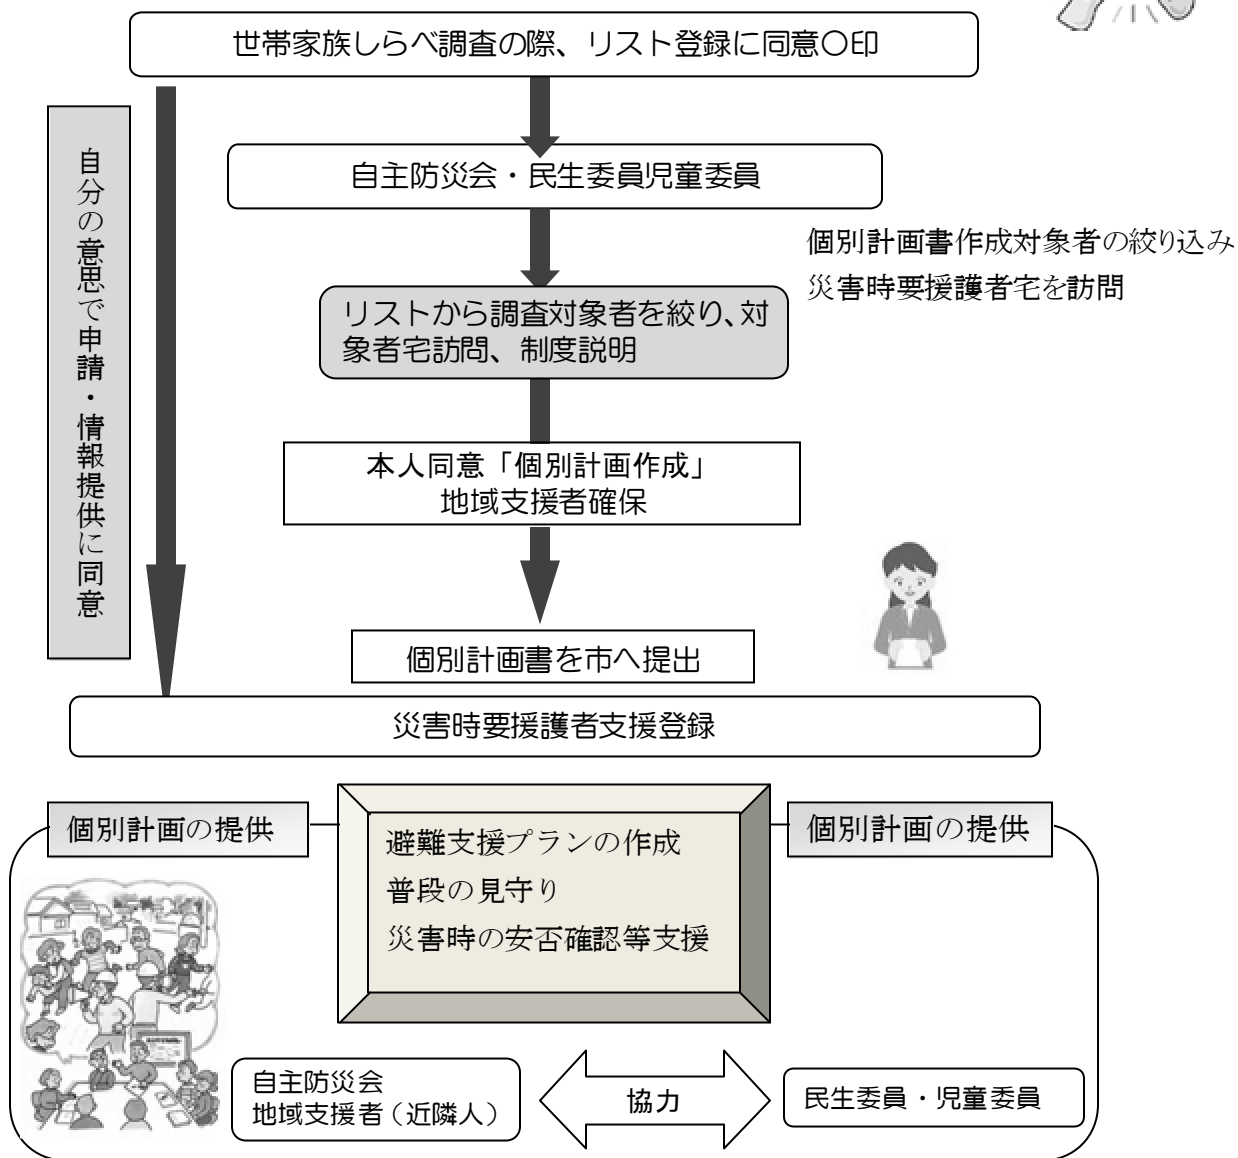 世帯家族しらべ調査の際、リスト登録に同意〇印
自分の意思で申請・情報提供に同意
自主防災会・民生委員児童委員
個別計画書作成対象者の絞り込み
災害時要援護者宅を訪問
リストから調査対象者を絞り、対
象者宅訪問、制度説明
本人同意「個別計画作成」
地域支援者確保
個別計画書を市へ提出
災害時要援護者支援登録
個別計画の提供
避難支援プランの作成
普段の見守り
災害時の安否確認等支援
個別計画の提供
自主防災会
地域支援者（近隣人）
協力
民生委員・児童委員